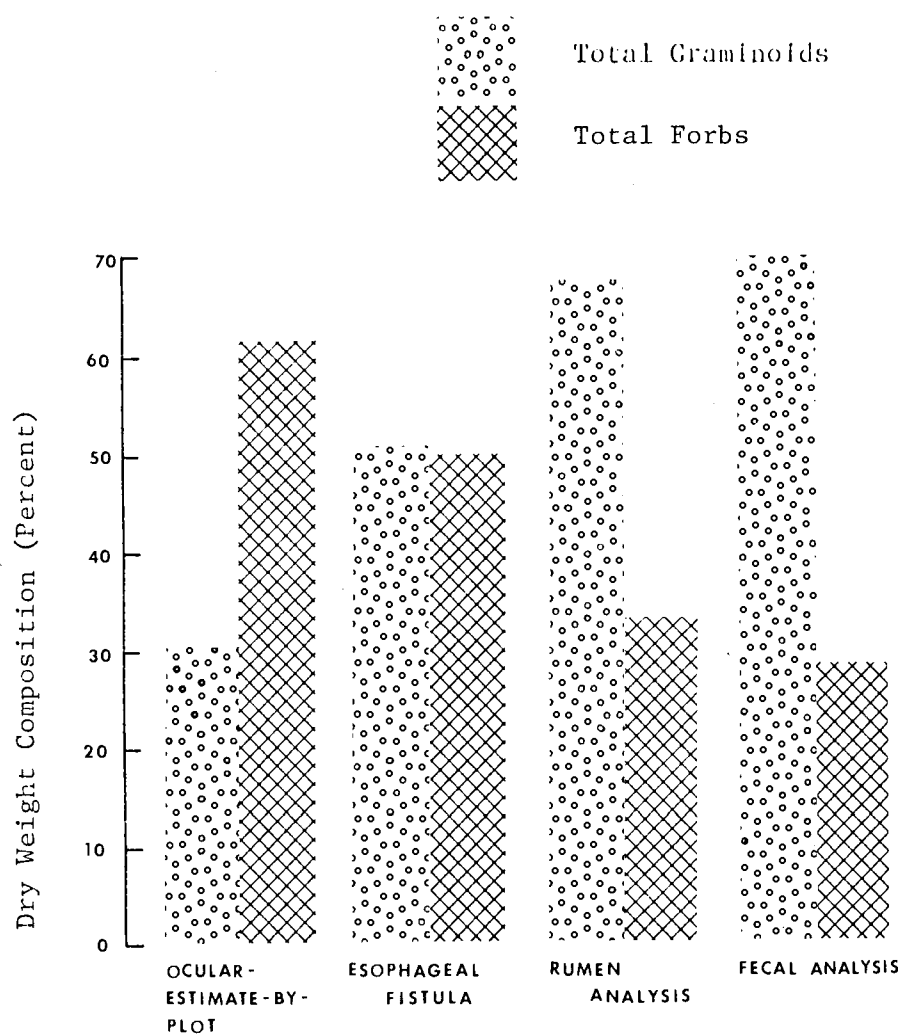 Total Graminoids
Total Forbs
Dry Weight Composition (Percent)
70
60
50
40
30
20
10
0
OCULAR-
ESTIMATE-BY-
PLOT
ESOPHAGEAL
FISTULA
RUMEN
ANALYSIS
FECAL ANALYSIS